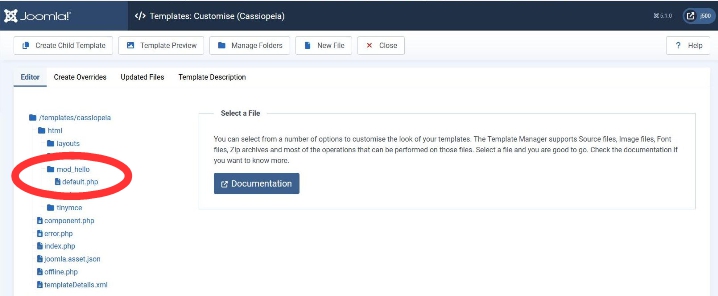 Joomla!
Templates: Customise (Cassiopeia)
5.1.0
j500
Create Child Template
Template Preview
Manage Folders
New File
Close
? Help
Editor
Create Overrides
Updated Files
Template Description
/templates/cassiopeia
html
layouts
mod_hello
default.php
tinymce
component.php
error.php
index.php
joomla.asset.json
offline.php
templateDetails.xml
Select a File
You can select from a number of options to customise the look of your templates. The Template Manager supports Source files, Image files, Font
files, Zip archives and most of the operations that can be performed on those files. Select a file and you are good to go. Check the documentation if
you want to know more.
Documentation